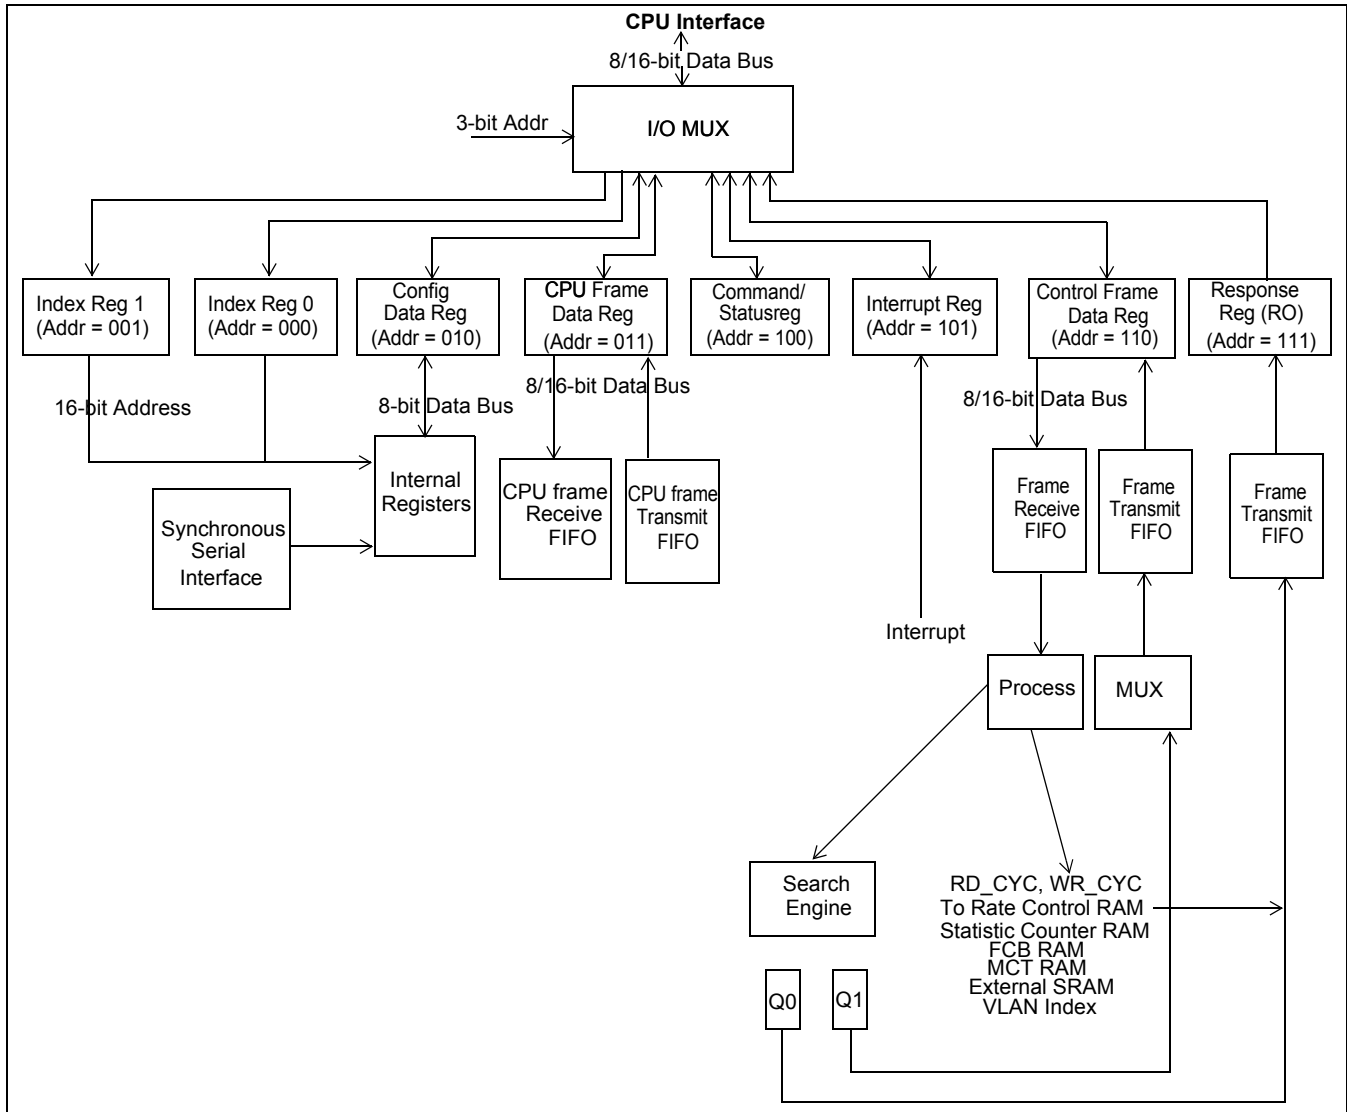 CPU Interface
8/16-bit Data Bus
3-bit Addr
I/O MUX
Index Reg 1
(Addr = 001)
Index Reg 0
(Addr = 000)
Config
Data Reg
(Addr = 010)
CPU Frame
Data Reg
(Addr = 011)
Command/
Statusreg
(Addr = 100)
Interrupt Reg
(Addr = 101)
Control Frame
Data Reg
(Addr = 110)
Response
Reg (RO)
(Addr = 111)
16-bit Address
8-bit Data Bus
8/16-bit Data Bus
8/16-bit Data Bus
Internal
Registers
Synchronous
Serial
Interface
CPU frame
Receive
FIFO
CPU frame
Transmit
FIFO
Frame
Receive
FIFO
Frame
Transmit
FIFO
Frame
Transmit
FIFO
Interrupt
Process
MUX
Search
Engine
RD_CYC, WR_CYC
To Rate Control RAM
Statistic Counter RAM
FCB RAM
MCT RAM
External SRAM
VLAN Index
Q0
Q1